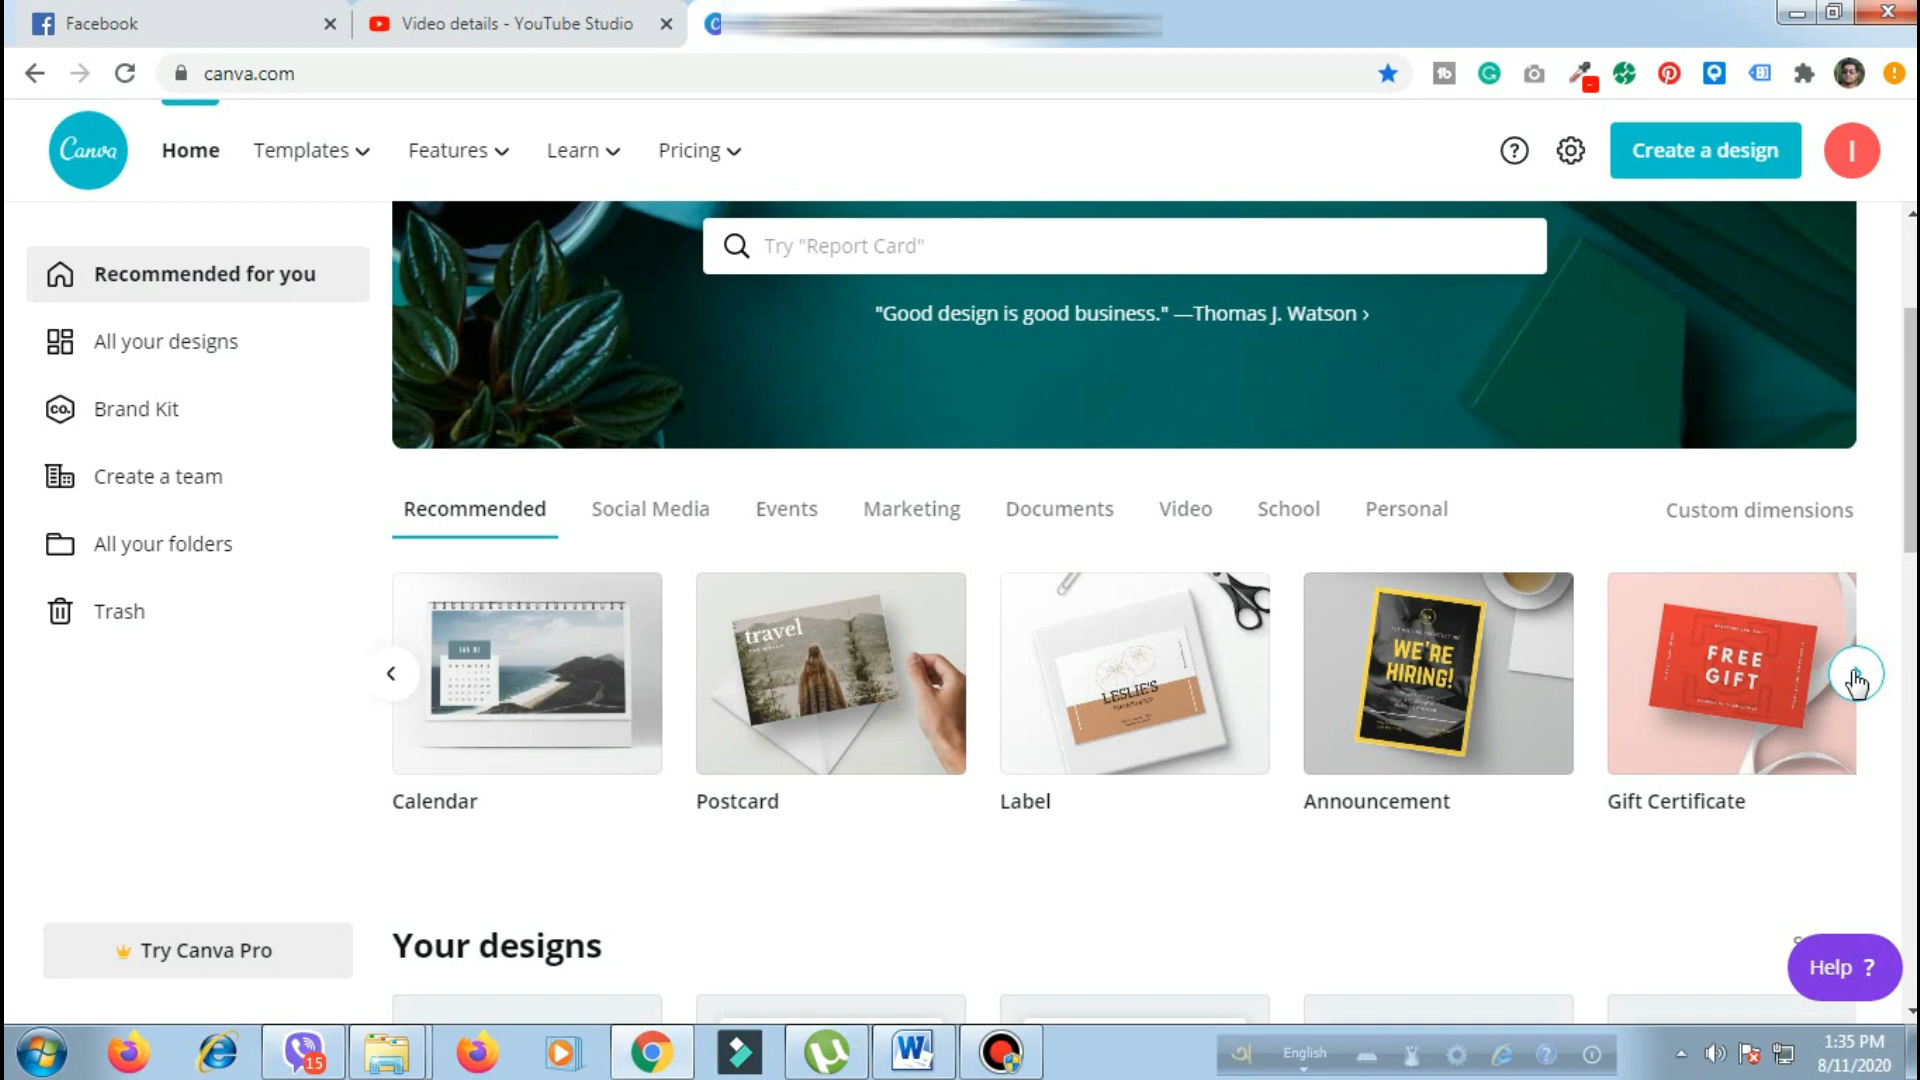 Facebook
Video details - YouTube Studio
canva.com
Canva
Home
Templates
Features
Learn
Pricing
Create a design
I
Recommended for you
All your designs
Brand Kit
CO.
Create a team
All your folders
Trash
Try Canva Pro
Try "Report Card"
"Good design is good business." —Thomas J. Watson ›
Recommended
Social Media
Events
Marketing
Documents
Video
School
Personal
Custom dimensions
travel
LESLIE'S
WE'RE
HIRING!
FREE
GIFT
Calendar
Postcard
Label
Announcement
Gift Certificate
Your designs
Help ?
15
English
1:35 PM
8/11/2020